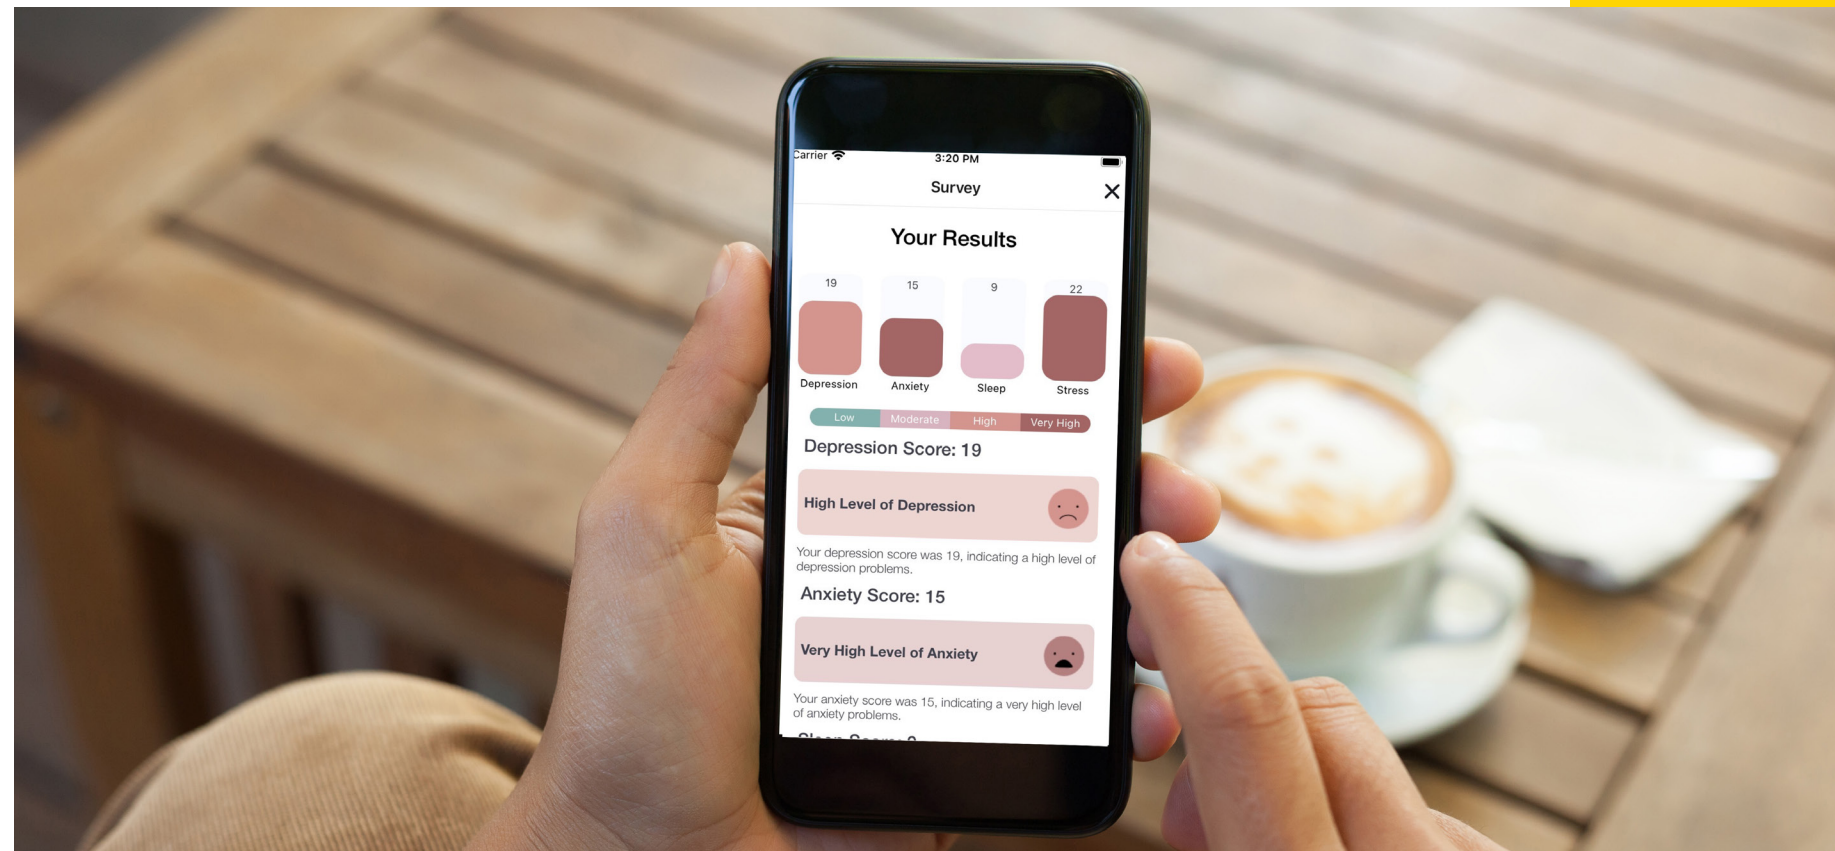 Carrier 3:20 PM
Survey
Your Results
19 15 9 22
Depression Anxiety Sleep Stress
Low Moderate High Very High
Depression Score: 19
High Level of Depression
Your depression score was 19, indicating a high level of
depression problems.
Anxiety Score: 15
Very High Level of Anxiety
Your anxiety score was 15, indicating a very high level
of anxiety problems.